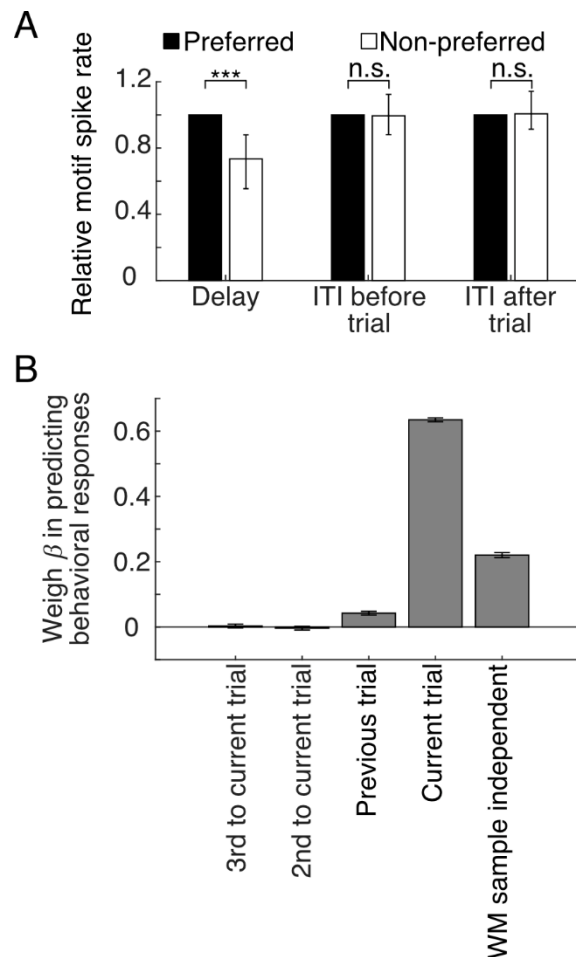 A
Preferred Non-preferred
*** n.s. n.s.
1.2
0.8
0.4
0
Relative motif spike rate
Delay ITI before trial ITI after trial
B
Weigh β in predicting
behavioral responses
0.6
0.4
0.2
0
3rd to current trial
2nd to current trial
Previous trial
Current trial
WM sample independent